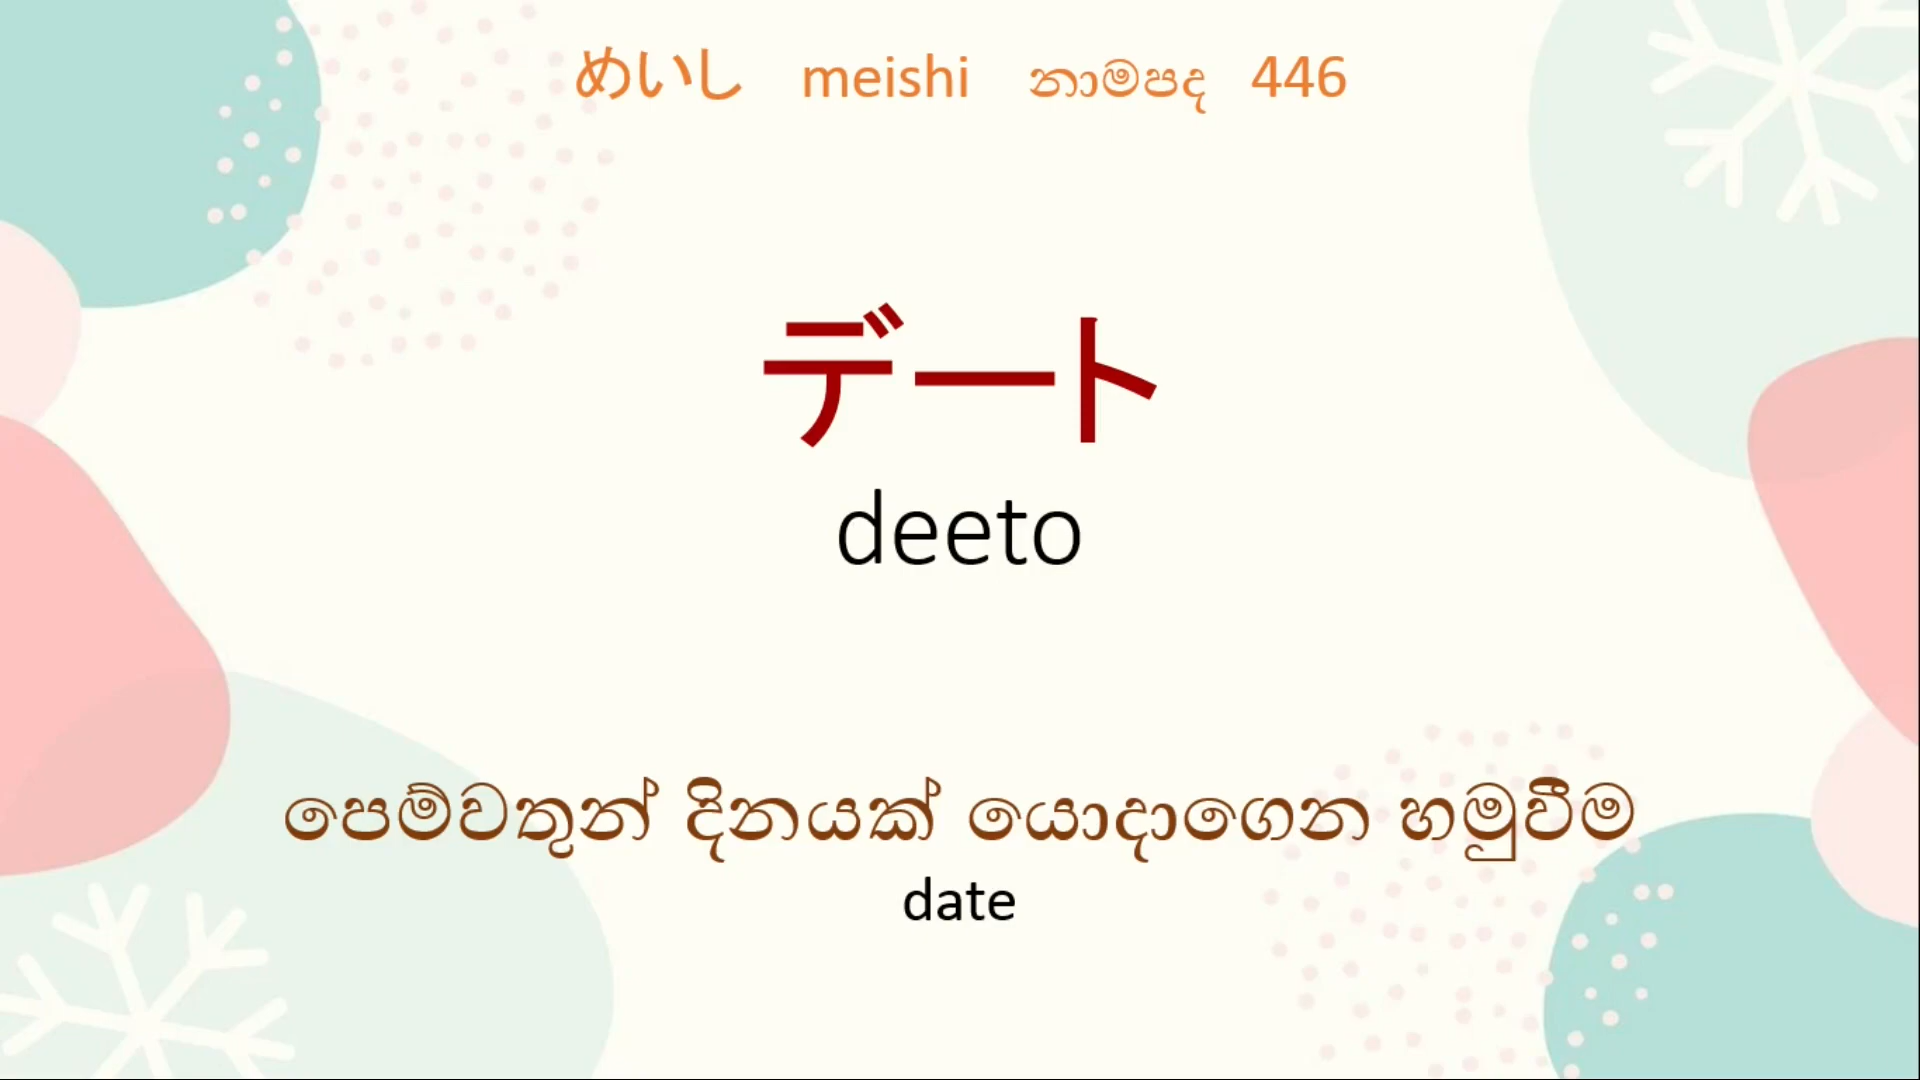 めいし meishi නාමපද 446
デート
deeto
පෙම්වතුන් දිනයක් යොදාගෙන හමුවීම
date